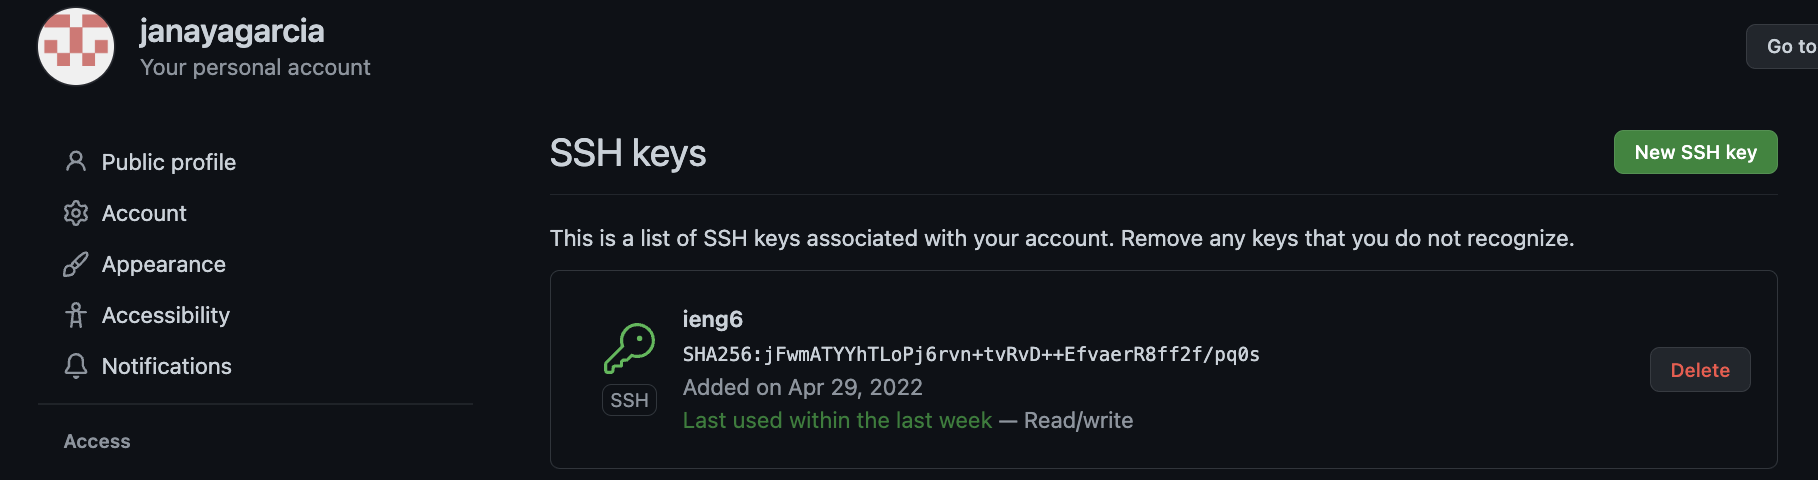 janayagarcia
Your personal account
Go to
Public profile
Account
Appearance
Accessibility
Notifications
Access
SSH keys
New SSH key
This is a list of SSH keys associated with your account. Remove any keys that you do not recognize.
ieng6
SHA256:jFwmATYYhTLoPj6rvn+tvRvD++EfvaerR8ff2f/pq0s
Added on Apr 29, 2022
Last used within the last week — Read/write
SSH
Delete